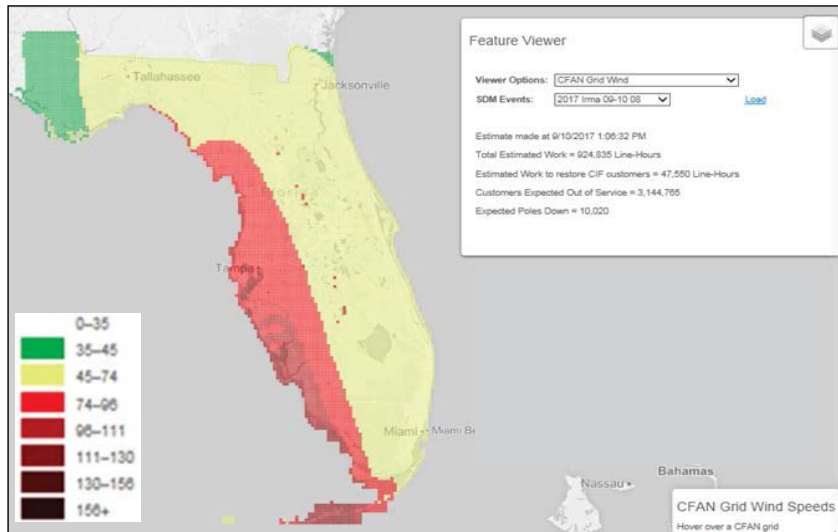 Tallahassee
Jacksonville
Florida
Tampa
Miami
Miami Be
Nassau
Bahamas
0–35
35–45
45–74
74–96
96–111
111–130
130–156
156+
Feature Viewer
Viewer Options: CFAN Grid Wind
SDM Events: 2017 Irma 09-10 08 Load
Estimate made at 9/10/2017 1:06:32 PM
Total Estimated Work = 924,835 Line-Hours
Estimated Work to restore CIF customers = 47,550 Line-Hours
Customers Expected Out of Service = 3,144,765
Expected Poles Down = 10,020
CFAN Grid Wind Speeds
Hover over a CFAN grid